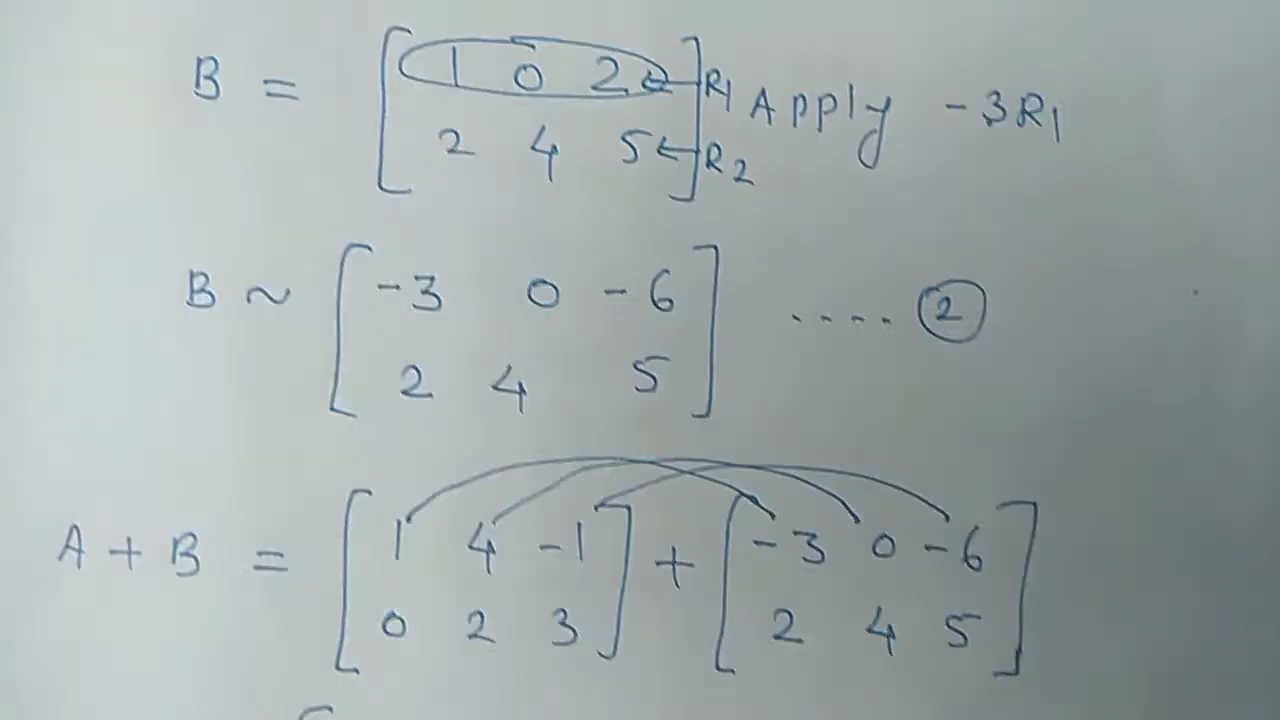 B = [ 1 0 2 ← ] R1 Apply -3R1
[ 2 4 5 ← ] R2
B ~ [ -3 0 -6 ] .... ②
[ 2 4 5 ]
A + B = [ 1 4 -1 ] + [ -3 0 -6 ]
[ 0 2 3 ] [ 2 4 5 ]